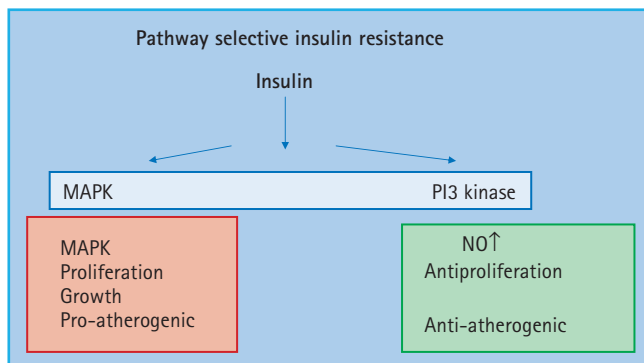 Pathway selective insulin resistance
Insulin
MAPK PI3 kinase
MAPK
Proliferation
Growth
Pro-atherogenic
NO↑
Antiproliferation
Anti-atherogenic